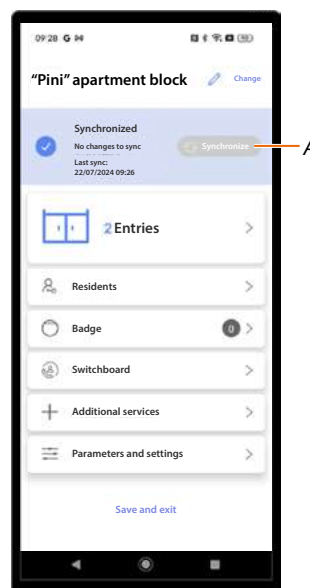 09:28 G
"Pini" apartment block
Change
Synchronized
No changes to sync
Last sync:
22/07/2024 09:26
Synchronize
A
2 Entries
Residents
Badge
0
Switchboard
Additional services
Parameters and settings
Save and exit